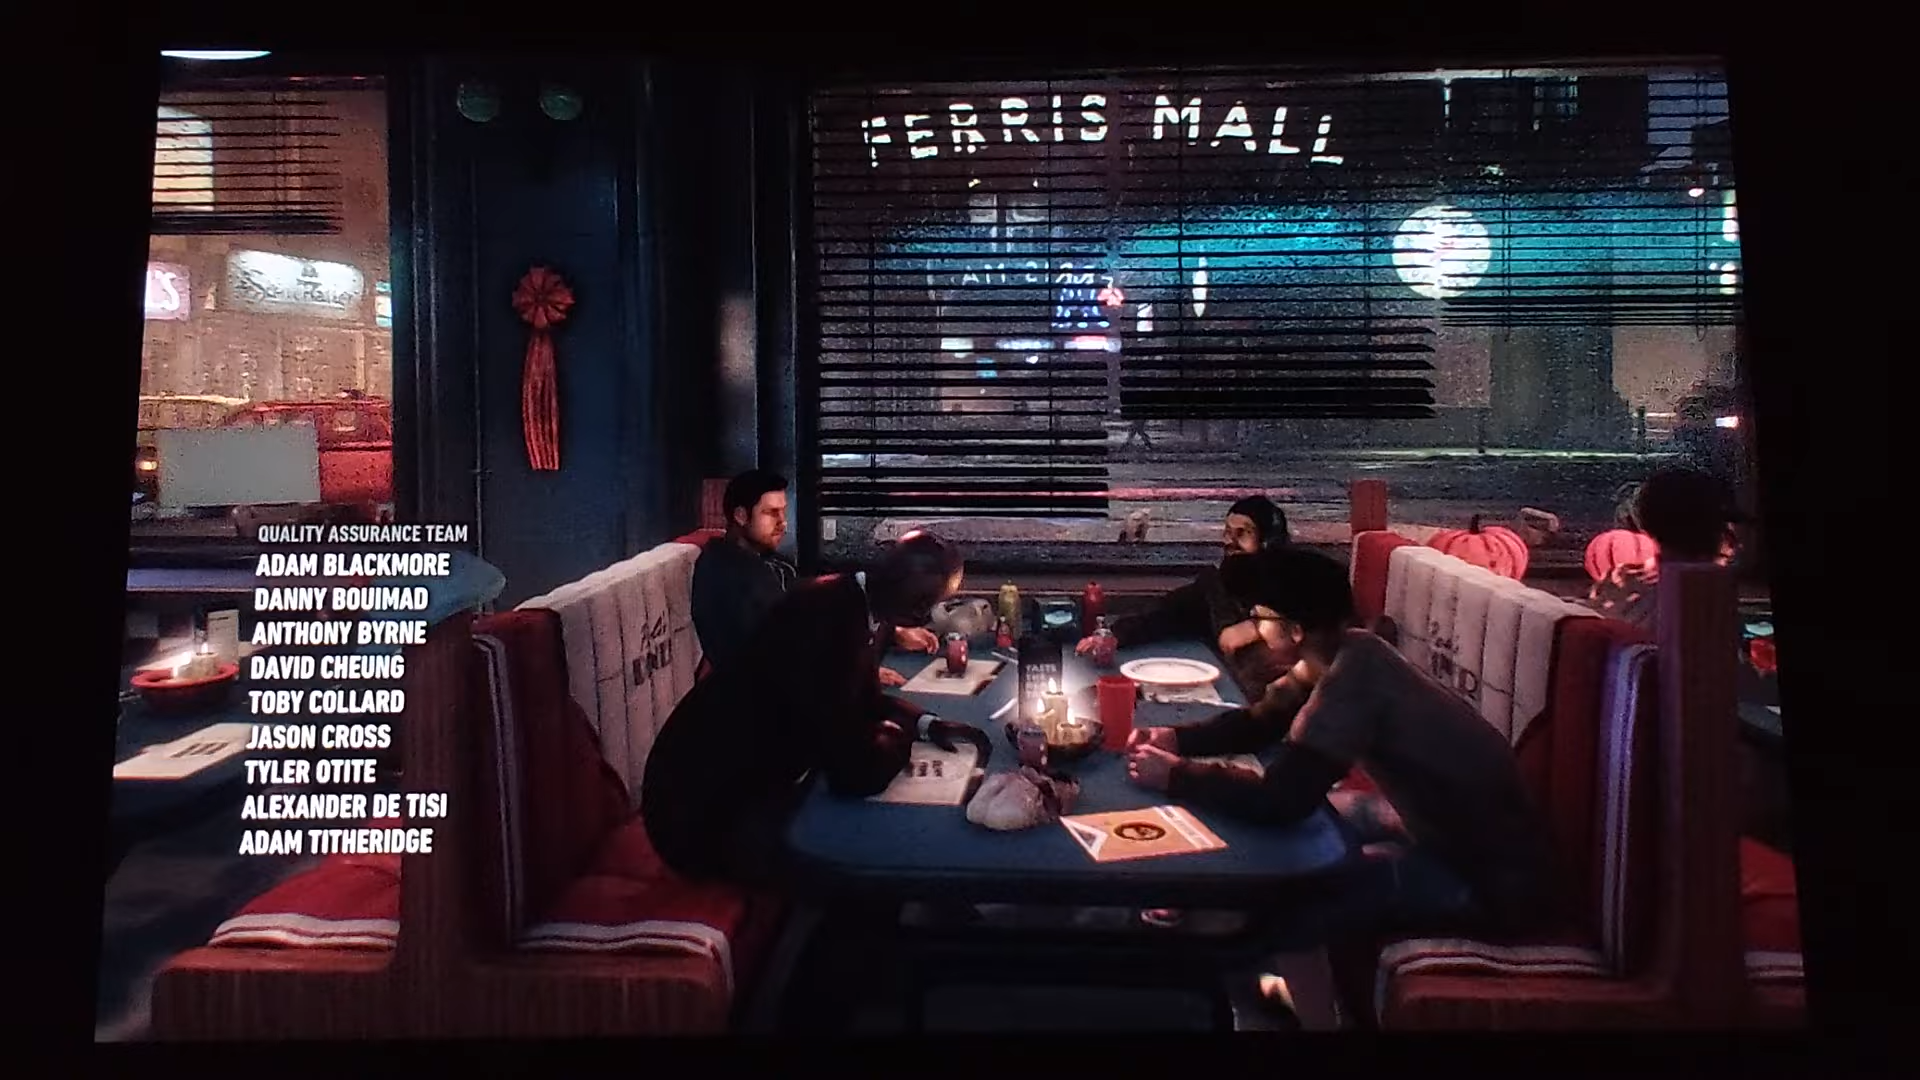 FERRIS MALL
QUALITY ASSURANCE TEAM
ADAM BLACKMORE
DANNY BOUIMAD
ANTHONY BYRNE
DAVID CHEUNG
TOBY COLLARD
JASON CROSS
TYLER OTITE
ALEXANDER DE TISI
ADAM TITHERIDGE